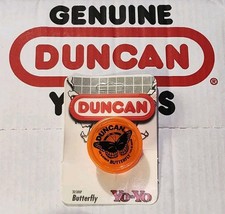 GENUINE
DUNCAN
®
Y
S
DUNCAN
®
DUNCAN
BUTTERFLY
Butterfly
Yo-Yo